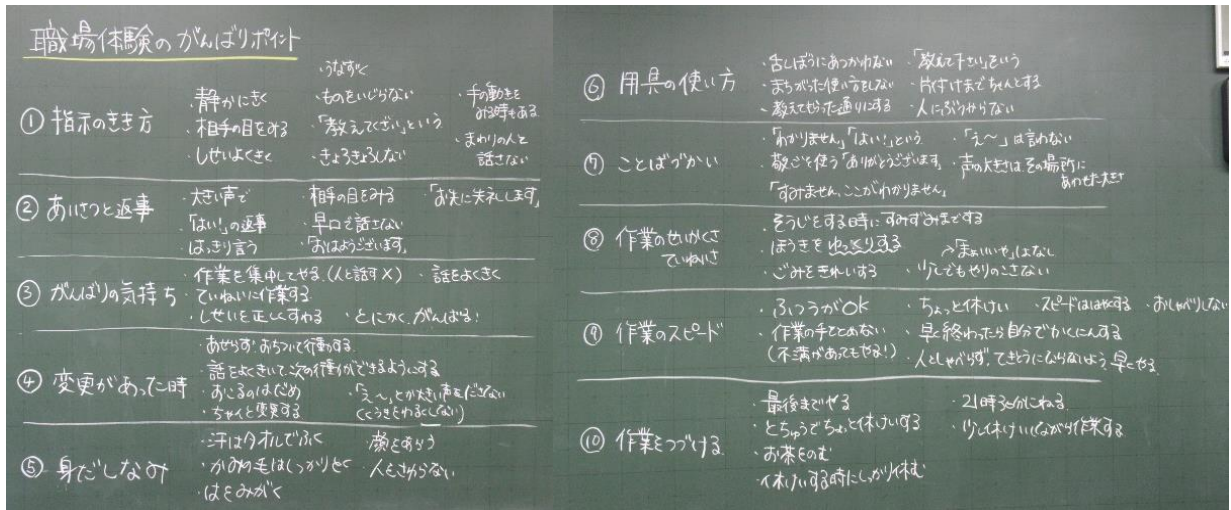 職場体験のがんばりポイント
① 指示のきき方
・静かにきく
・相手の目をみる
・しせいよくきく
・うなずく
・ものをいじらない
・「教えてください」という
・きょろきょろしない
・手の動きをみる時もある
・まわりの人と話さない
② あいさつと返事
・大きい声で
・「はい!」の返事
・はっきり言う
・相手の目をみる
・早口で話さない
・「おはようございます」
「お先に失礼します」
③ がんばりの気持ち
・作業を集中してやる(人と話す×)
・話をよくきく
・ていねいに作業する
・しせいを正しくすわる
・とにかく、がんばる!
④ 変更があった時
あせらず、おちついて行動する
・話をよくきいて、次の行動ができるようにする
・おこるのはだめ
・ちゃんと変更する
・「え〜」とか大きい声をださない
(くうきをわるくしない)
⑤ 身だしなみ
・汗はタオルでふく
・かみの毛はしっかりとく
・はをみがく
・顔をあらう
・人をさわらない
⑥ 用具の使い方
・まちがった使い方をしない
・教えてもらった通りにする
・「教えて下さい」をいう
・片付けまでちゃんとする
・人にぶつからない
⑦ ことばづかい
・「わかりません」「はい!」という
・「え〜」は言わない
・敬ごを使う「ありがとうございます」
・声の大きさはその場所にあわせた大きさ
「すみません、ここがわかりません」
⑧ 作業のせいかくさ
ていねいさ
・そうじをする時にすみずみまでする
ほうきをゆっくりする
→「まぁいいや」はなし
・ごみをきれいする
・少しでもやりのこさない
⑨ 作業のスピード
・ふつうがOK
・ちょっと休けい
・スピードははやくする
・おしゃべりしない
・作業の手をとめない
(不満があってもやる!)
・早く終わったら自分でかくにんする
・人としゃべらず、てきとうにならないよう、早くやる
⑩ 作業をつづける
・最後までやる
・とちゅうでちょっと休けいする
・お茶をのむ
・休けいする時にしっかり休む
・21時30分にねる
・少し休けいしながら作業する